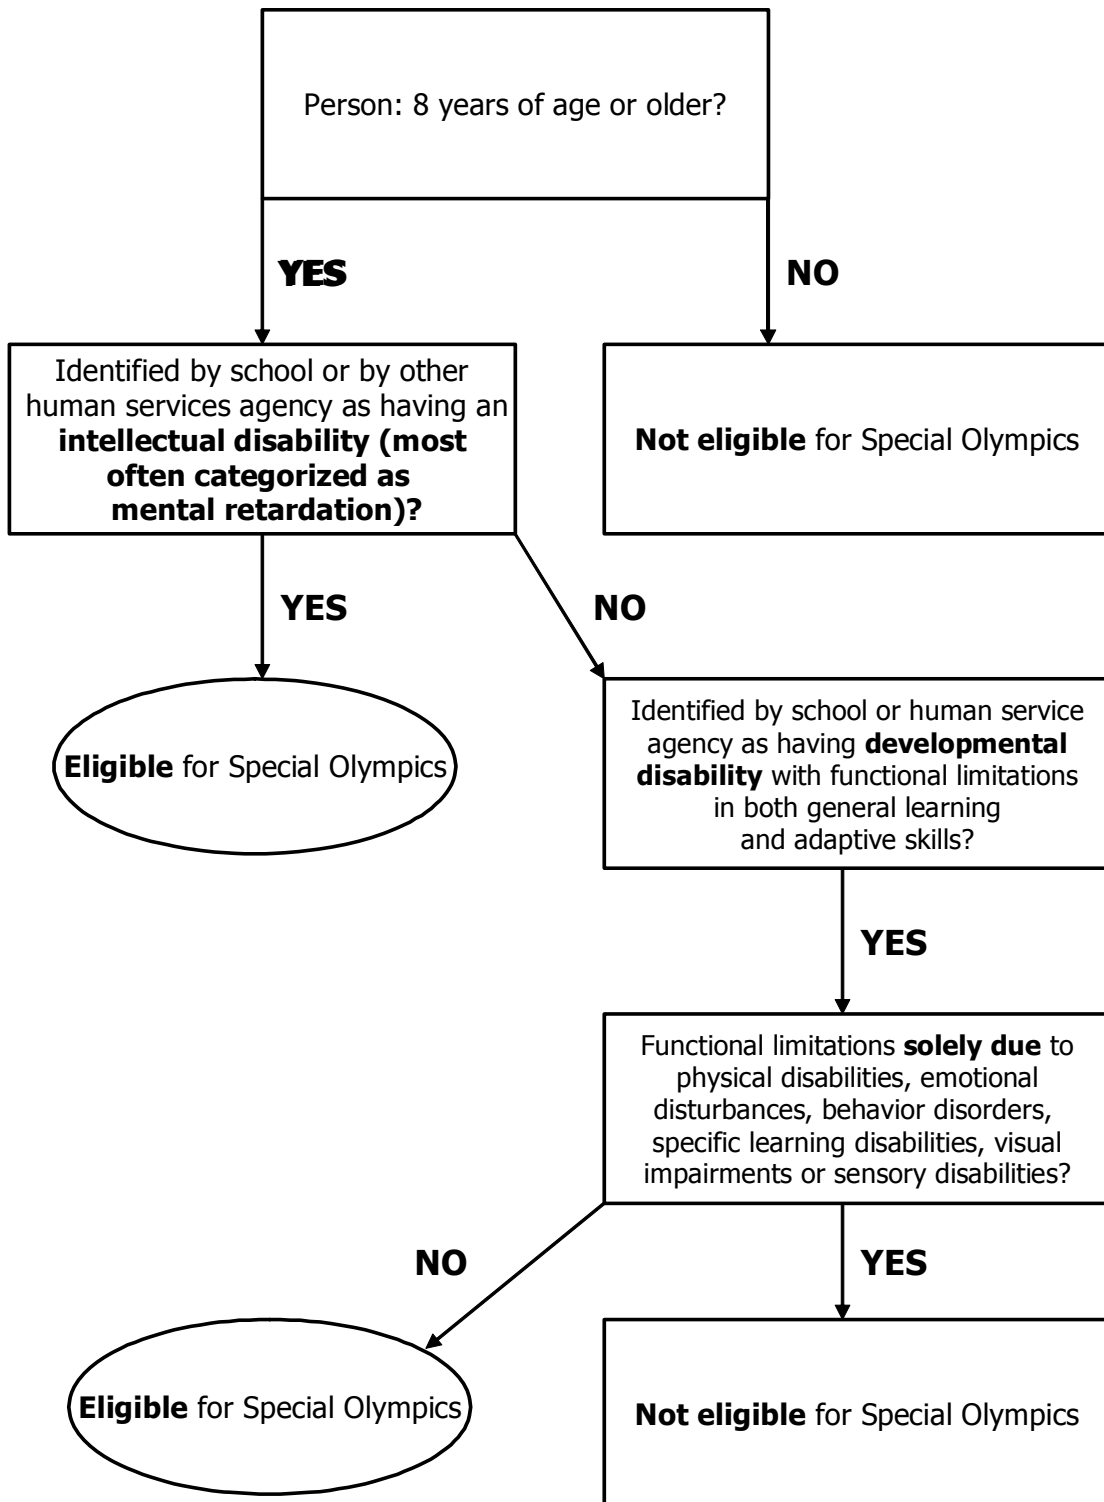 Person: 8 years of age or older?
YES
NO
Identified by school or by other
human services agency as having an
intellectual disability (most
often categorized as
mental retardation)?
Not eligible for Special Olympics
YES
NO
Eligible for Special Olympics
Identified by school or human service
agency as having developmental
disability with functional limitations
in both general learning
and adaptive skills?
YES
Functional limitations solely due to
physical disabilities, emotional
disturbances, behavior disorders,
specific learning disabilities, visual
impairments or sensory disabilities?
NO
YES
Eligible for Special Olympics
Not eligible for Special Olympics